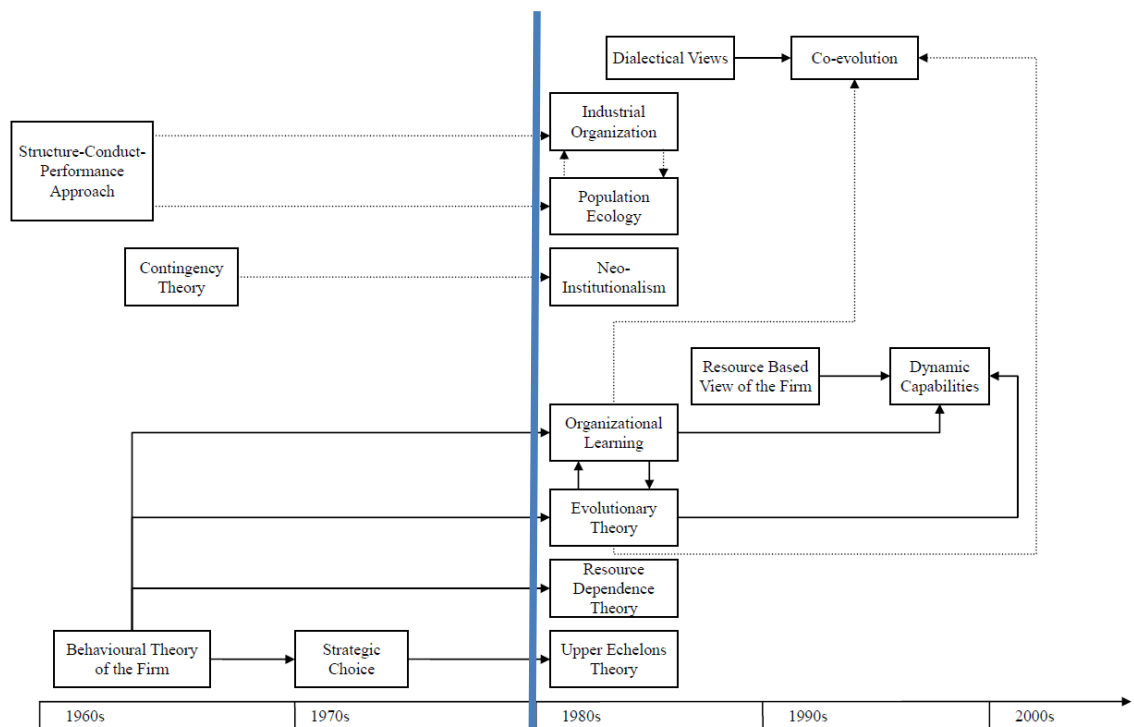 Dialectical Views
Co-evolution
Industrial
Organization
Structure-Conduct-
Performance
Approach
Population
Ecology
Contingency
Theory
Neo-
Institutionalism
Resource Based
View of the Firm
Dynamic
Capabilities
Organizational
Learning
Evolutionary
Theory
Resource
Dependence
Theory
Behavioural Theory
of the Firm
Strategic
Choice
Upper Echelons
Theory
1960s
1970s
1980s
1990s
2000s